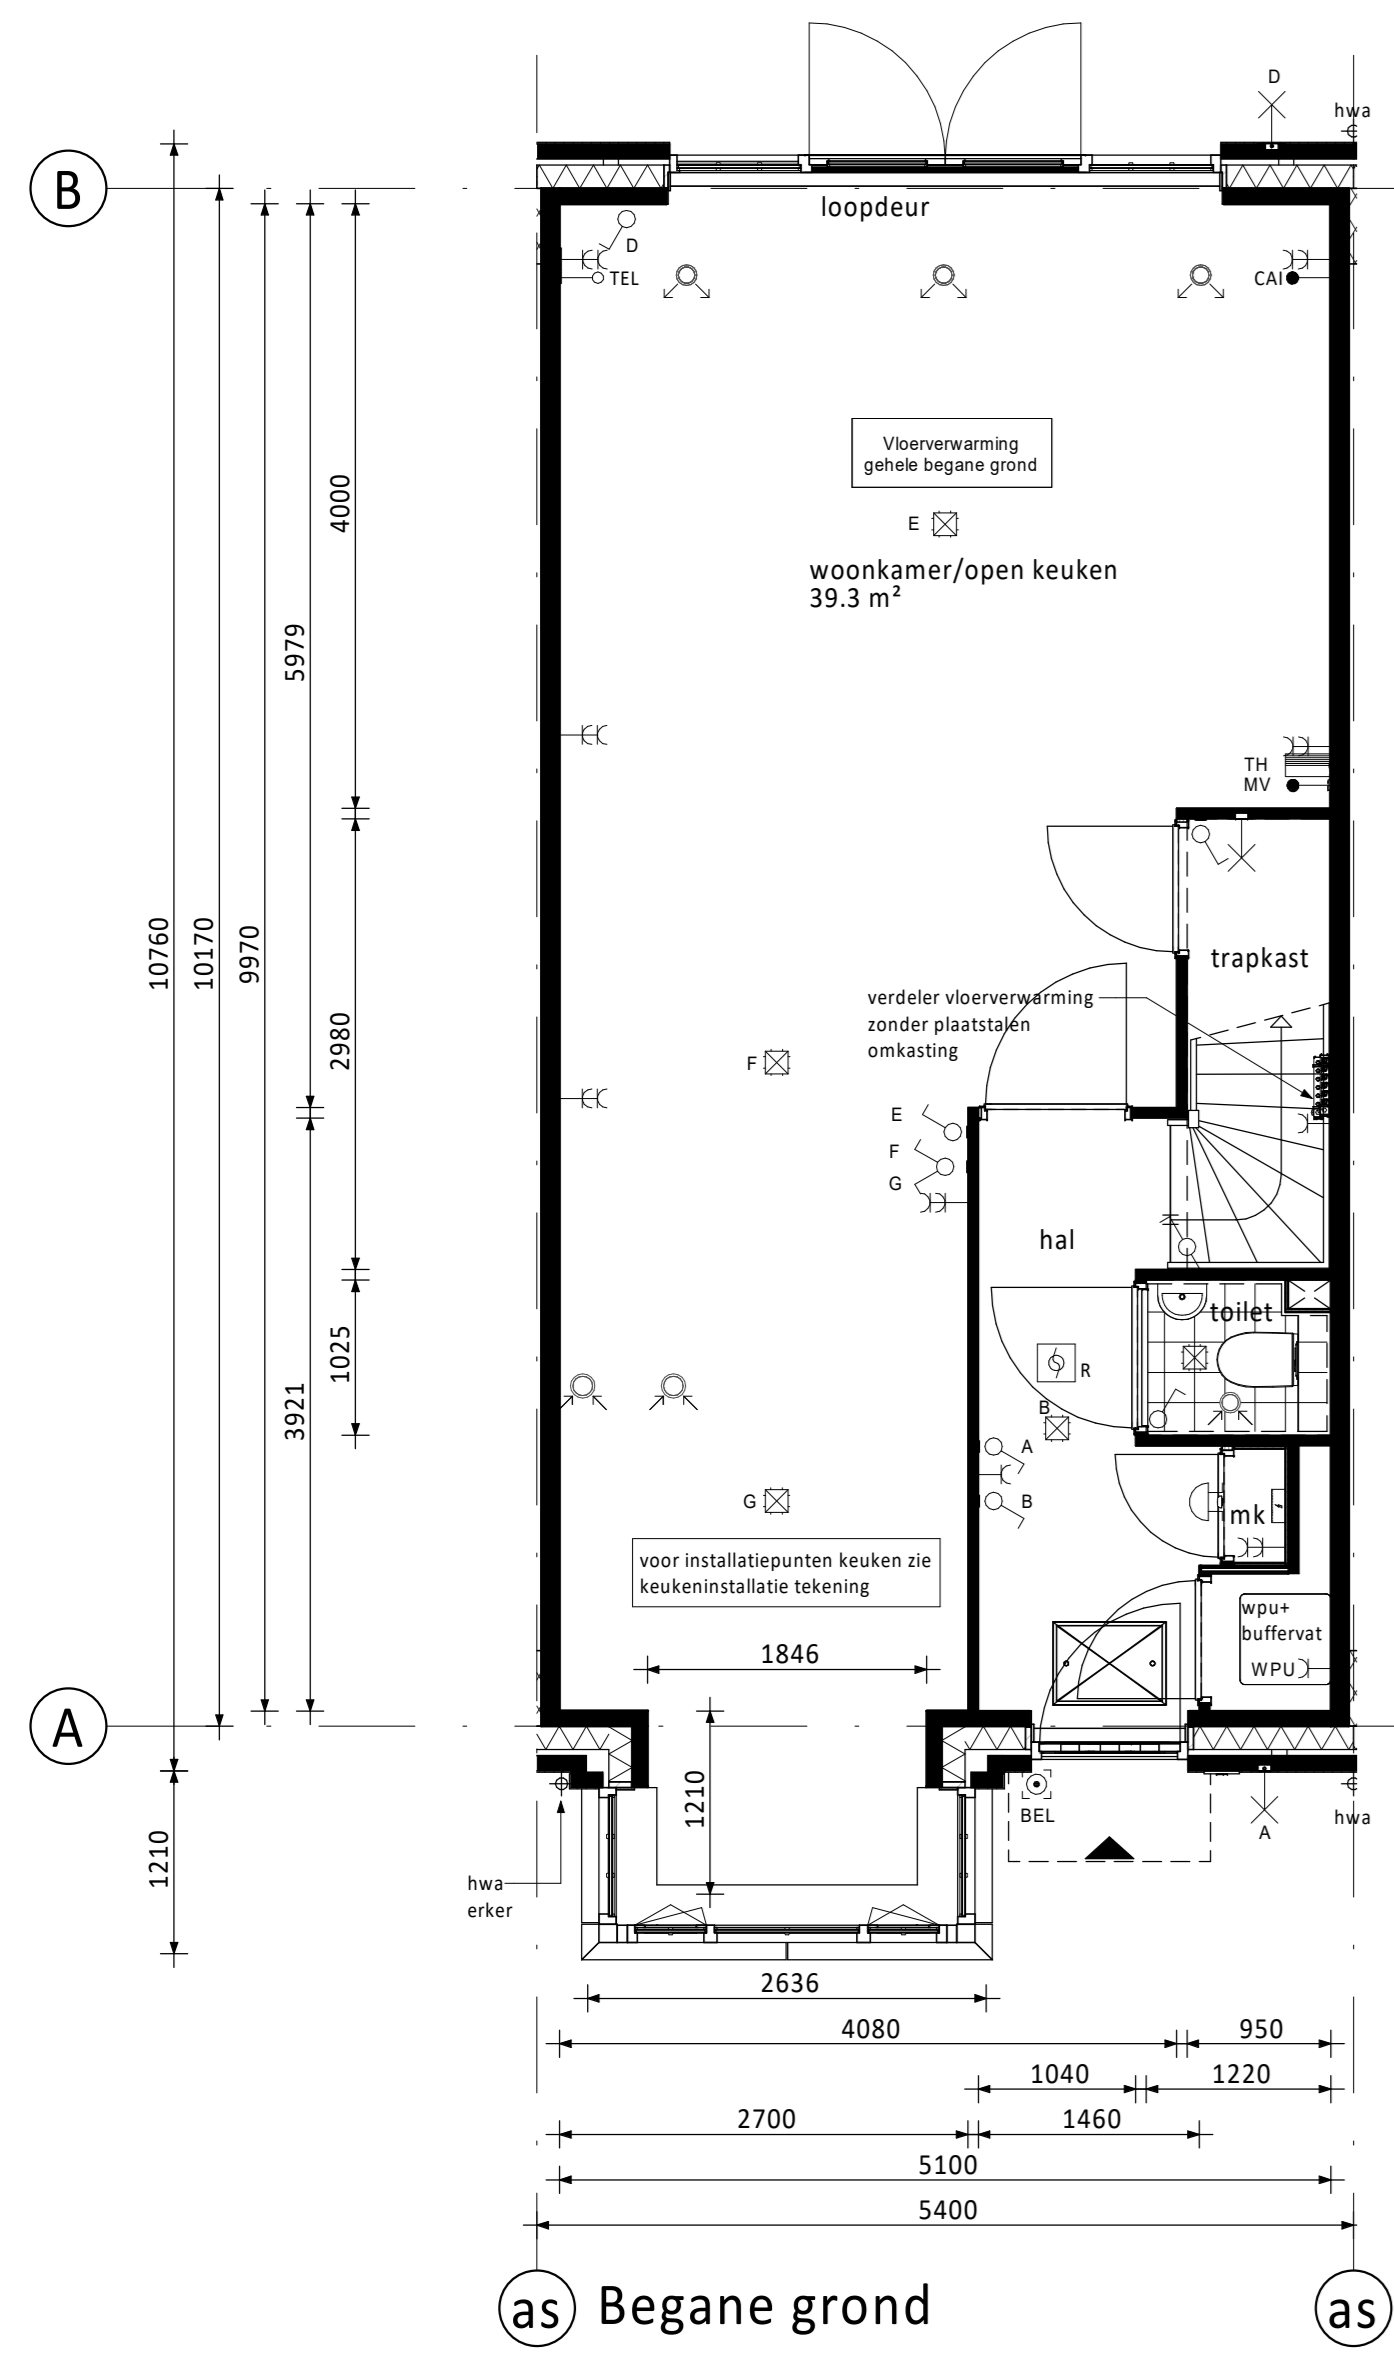 D
hwa
B
loopdeur
D
TEL
CAI
Vloerverwarming
gehele begane grond
E
woonkamer/open keuken
39.3 m²
4000
5979
TH
MV
10760
10170
9970
trapkast
verdeler vloerverwarming
zonder plaatstalen
omkasting
2980
F
E
F
G
hal
toilet
1025
3921
R
B
A
B
G
mk
voor installatiepunten keuken zie
keukeninstallatie tekening
wpu+
buffervat
WPU
1846
A
1210
1210
BEL
A
hwa
hwa
erker
2636
4080
950
1040
1220
2700
1460
5100
5400
as
Begane grond
as